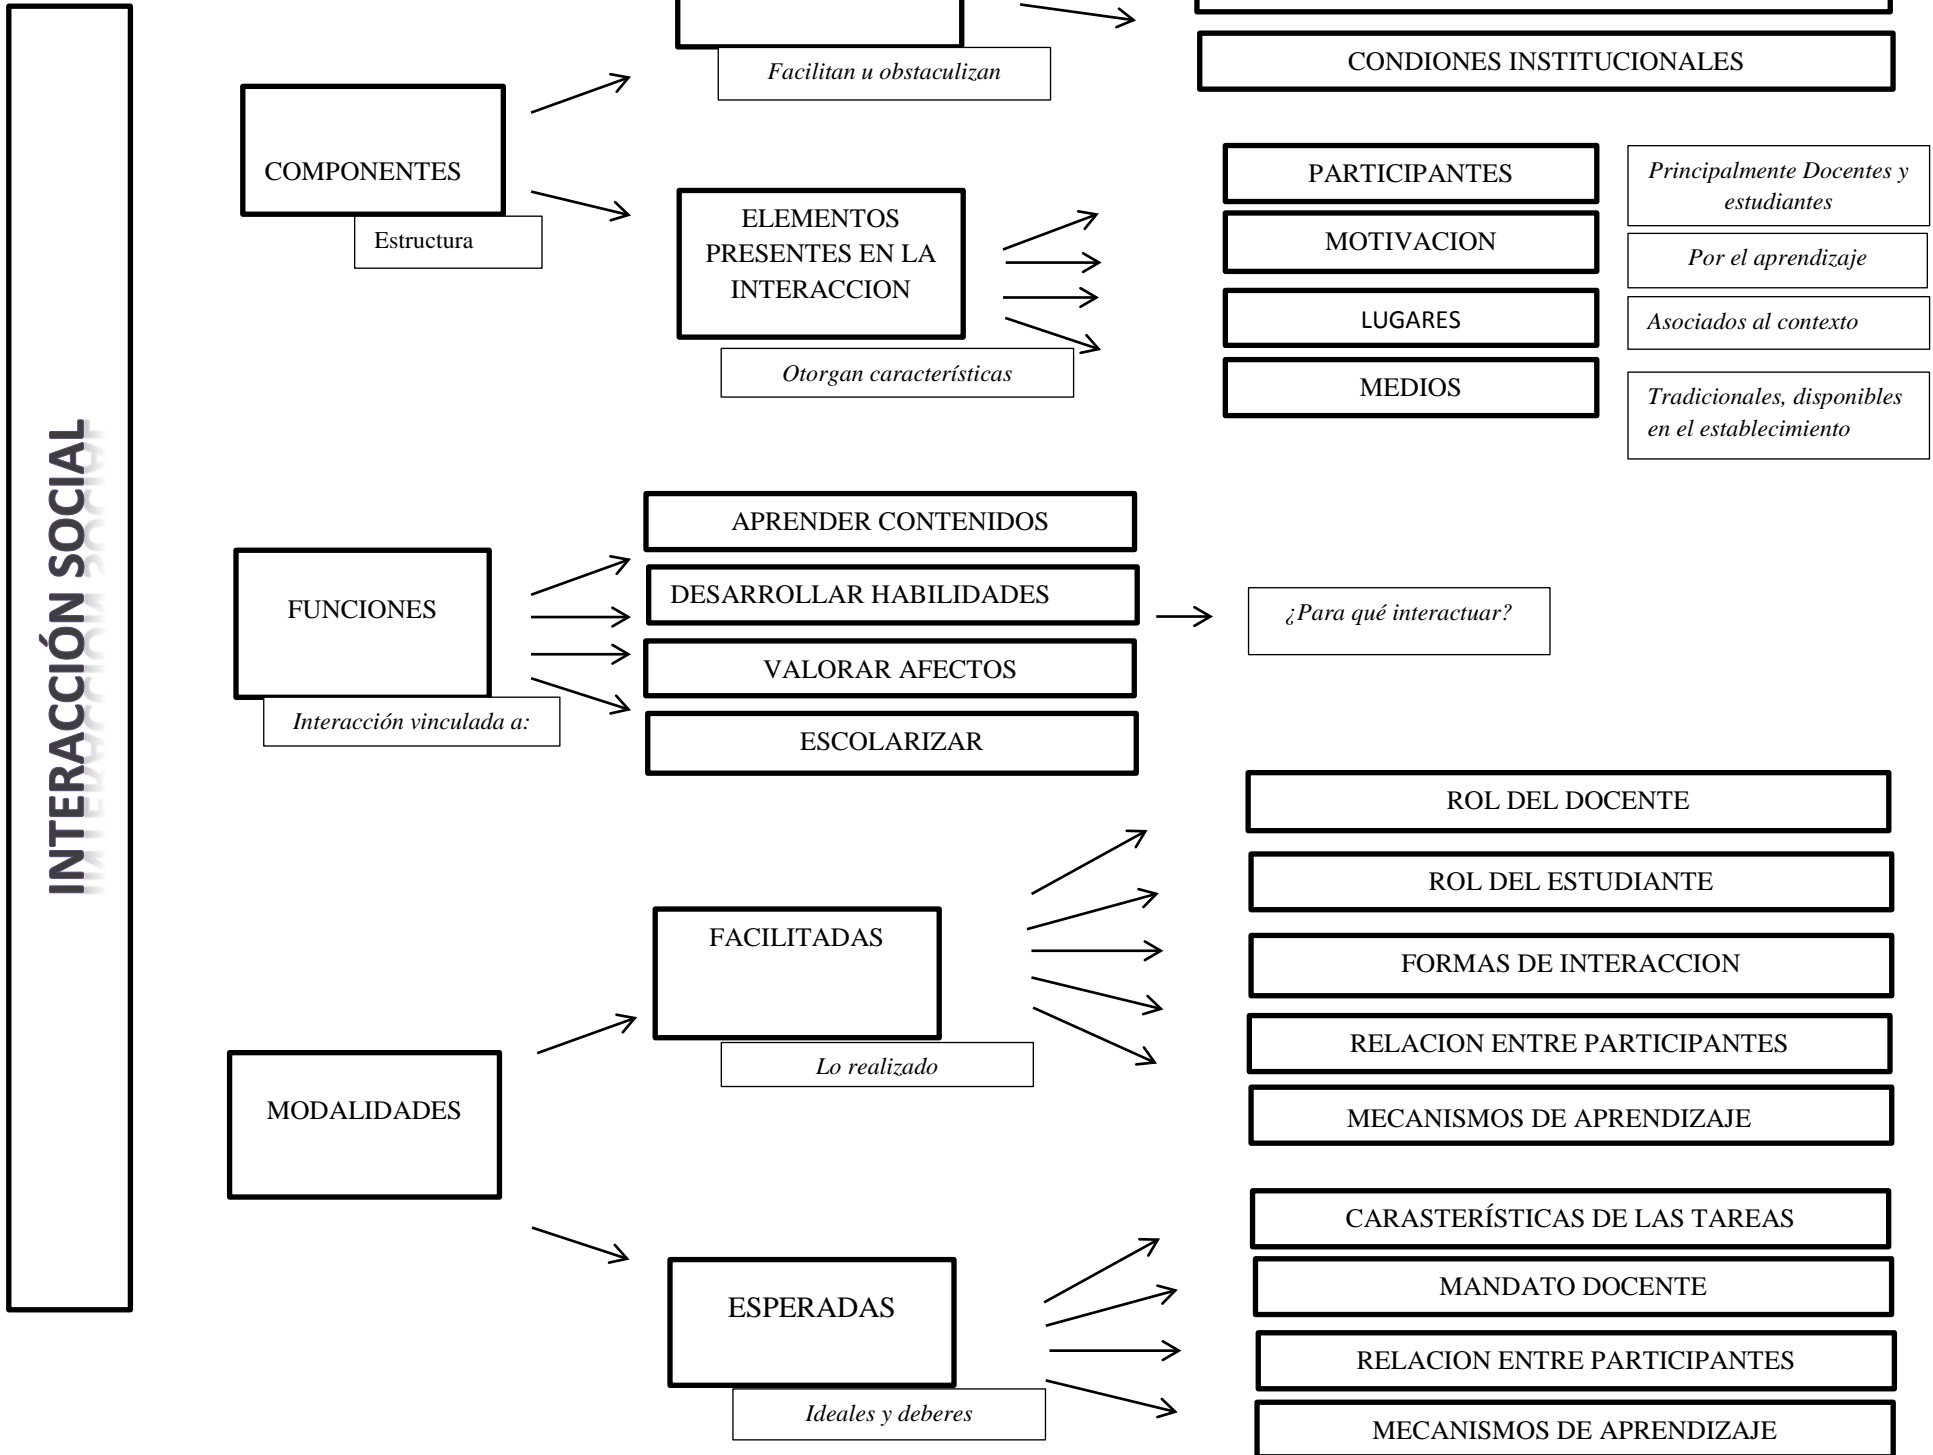 INTERACCIÓN SOCIAL
Facilitan u obstaculizan
CONDIONES INSTITUCIONALES
COMPONENTES
Estructura
ELEMENTOS
PRESENTES EN LA
INTERACCION
Otorgan características
PARTICIPANTES
Principalmente Docentes y
estudiantes
MOTIVACION
Por el aprendizaje
LUGARES
Asociados al contexto
MEDIOS
Tradicionales, disponibles
en el establecimiento
FUNCIONES
Interacción vinculada a:
APRENDER CONTENIDOS
DESARROLLAR HABILIDADES
VALORAR AFECTOS
ESCOLARIZAR
¿Para qué interactuar?
MODALIDADES
FACILITADAS
Lo realizado
ROL DEL DOCENTE
ROL DEL ESTUDIANTE
FORMAS DE INTERACCION
RELACION ENTRE PARTICIPANTES
MECANISMOS DE APRENDIZAJE
ESPERADAS
Ideales y deberes
CARASTERÍSTICAS DE LAS TAREAS
MANDATO DOCENTE
RELACION ENTRE PARTICIPANTES
MECANISMOS DE APRENDIZAJE